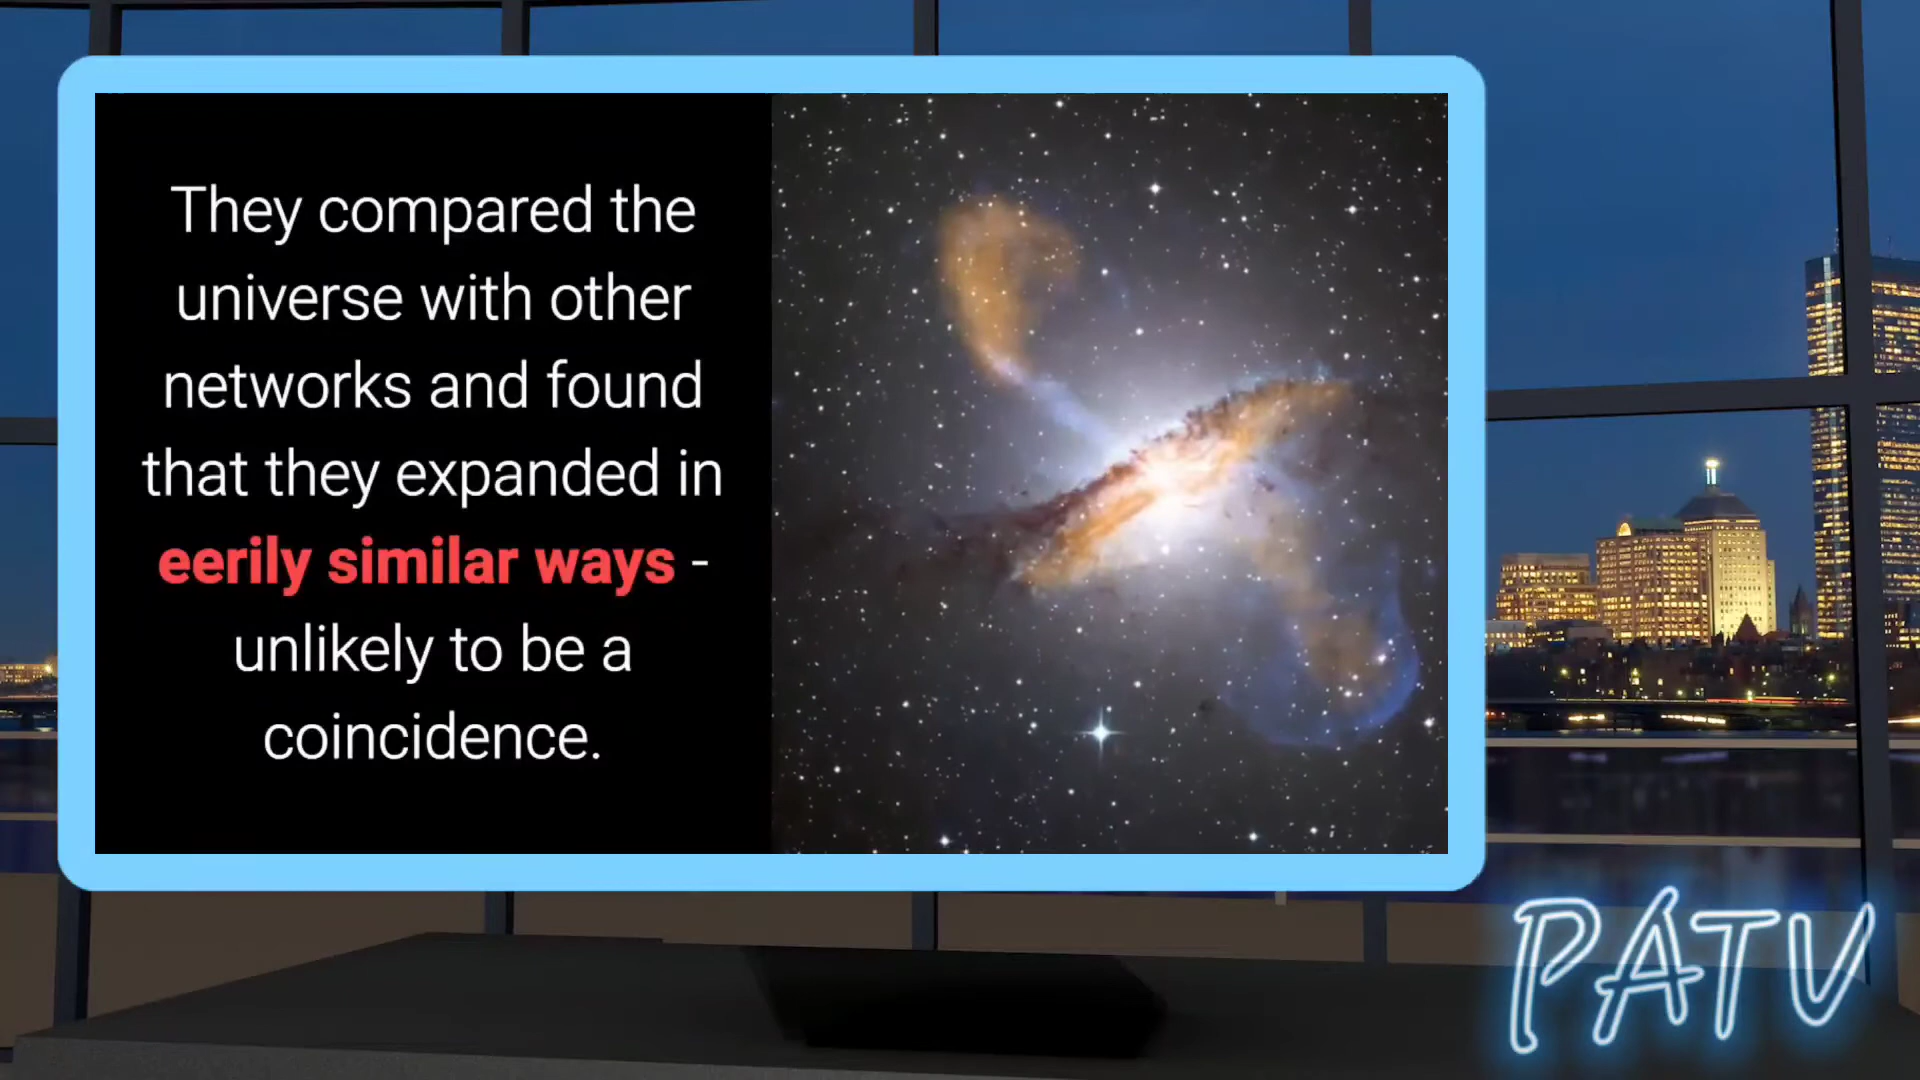 They compared the
universe with other
networks and found
that they expanded in
eerily similar ways -
unlikely to be a
coincidence.
PATV